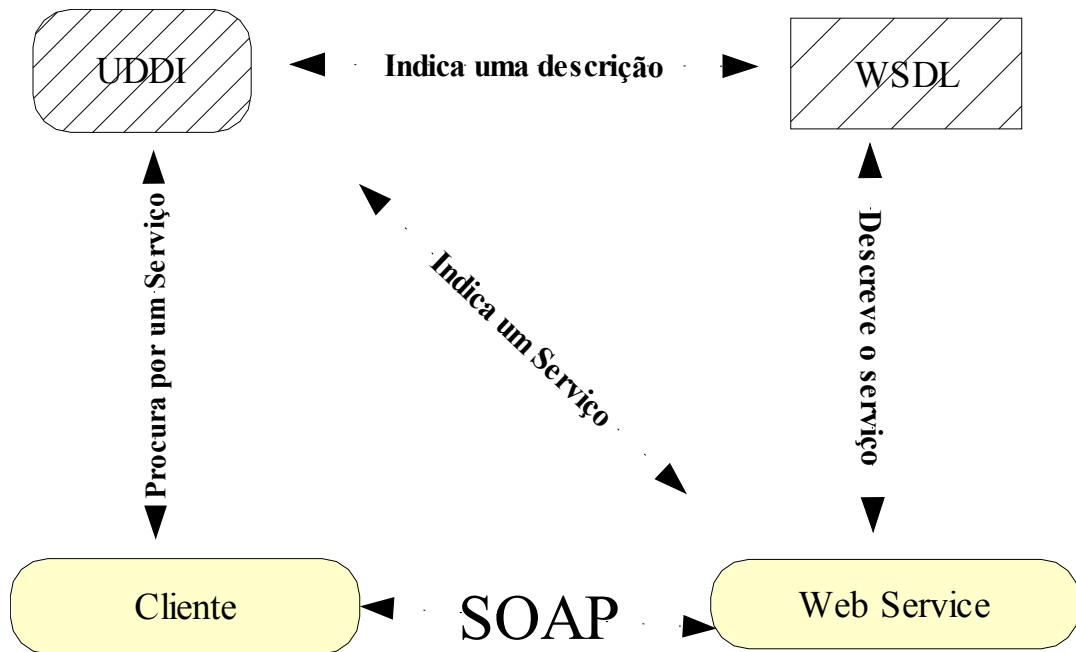 UDDI
Indica uma descrição
WSDL
Procura por um Serviço
Indica um Serviço
Descreve o serviço
Cliente
SOAP
Web Service